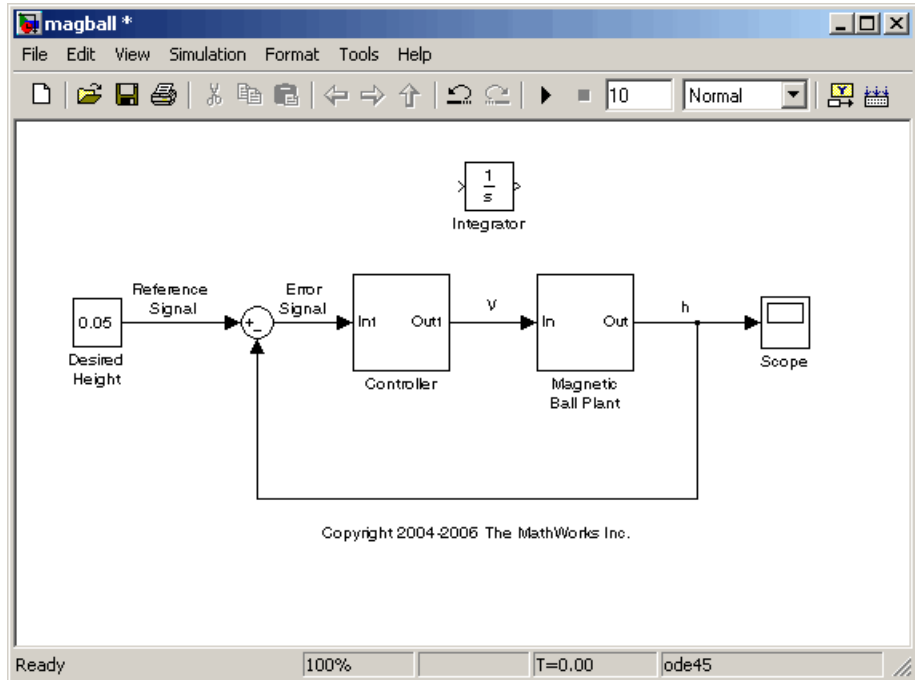 magball *
File Edit View Simulation Format Tools Help
10 Normal
1
s
Integrator
Reference
Signal
Error
Signal
0.05
+
-
In1 Out1
V
In Out
h
Desired
Height
Controller
Magnetic
Ball Plant
Scope
Copyright 2004-2006 The MathWorks Inc.
Ready 100% T=0.00 ode45